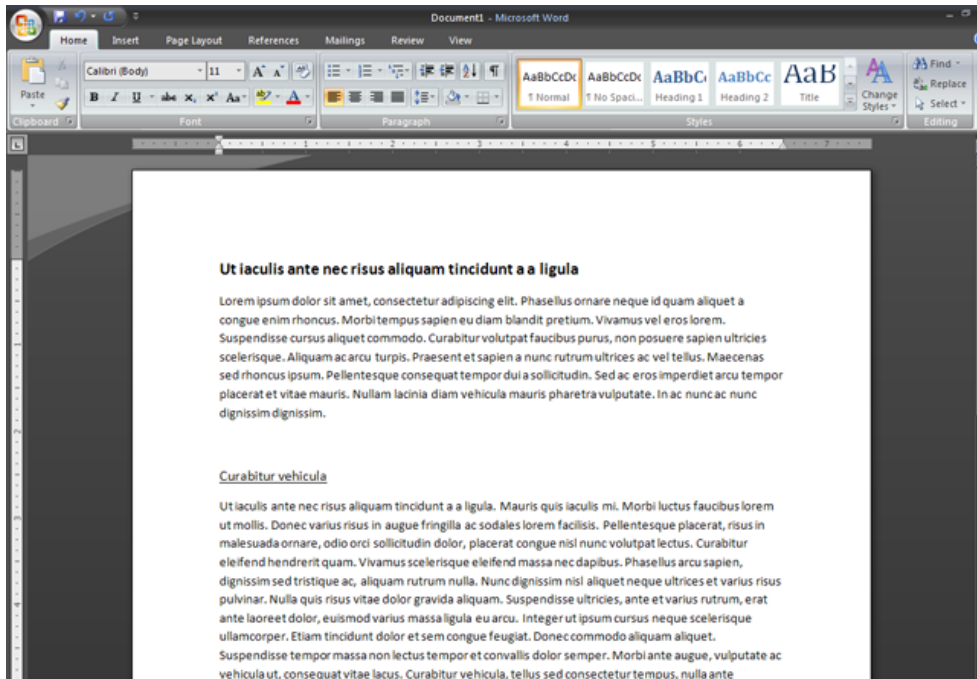 Document1 - Microsoft Word
Home Insert Page Layout References Mailings Review View
Paste
Clipboard
Calibri (Body) 11
B I U abc x, x² Aa
Font
Paragraph
AaBbCcDc AaBbCcDc AaBbC AaBbCc AaB
¶ Normal ¶ No Spaci... Heading 1 Heading 2 Title
Change Styles
Styles
Find
Replace
Select
Editing
1 2 3 4 5 6 7
Ut iaculis ante nec risus aliquam tincidunt a a ligula
Lorem ipsum dolor sit amet, consectetur adipiscing elit. Phasellus ornare neque id quam aliquet a
congue enim rhoncus. Morbi tempus sapien eu diam blandit pretium. Vivamus vel eros lorem.
Suspendisse cursus aliquet commodo. Curabitur volutpat faucibus purus, non posuere sapien ultricies
scelerisque. Aliquam ac arcu turpis. Praesent et sapien a nunc rutrum ultrices ac vel tellus. Maecenas
sed rhoncus ipsum. Pellentesque consequat tempor dui a sollicitudin. Sed ac eros imperdiet arcu tempor
placerat et vitae mauris. Nullam lacinia diam vehicula mauris pharetra vulputate. In ac nunc ac nunc
dignissim dignissim.
Curabitur vehicula
Ut iaculis ante nec risus aliquam tincidunt a a ligula. Mauris quis iaculis mi. Morbi luctus faucibus lorem
ut mollis. Donec varius risus in augue fringilla ac sodales lorem facilisis. Pellentesque placerat, risus in
malesuada ornare, odio orci sollicitudin dolor, placerat congue nisl nunc volutpat lectus. Curabitur
eleifend hendrerit quam. Vivamus scelerisque eleifend massa nec dapibus. Phasellus arcu sapien,
dignissim sed tristique ac, aliquam rutrum nulla. Nunc dignissim nisl aliquet neque ultrices et varius risus
pulvinar. Nulla quis risus vitae dolor gravida aliquam. Suspendisse ultricies, ante et varius rutrum, erat
ante laoreet dolor, euismod varius massa ligula eu arcu. Integer ut ipsum cursus neque scelerisque
ullamcorper. Etiam tincidunt dolor et sem congue feugiat. Donec commodo aliquam aliquet.
Suspendisse tempor massa non lectus tempor et convallis dolor semper. Morbi ante augue, vulputate ac
vehicula ut, consequat vitae lacus. Curabitur vehicula, tellus sed consectetur tempus, nulla ante